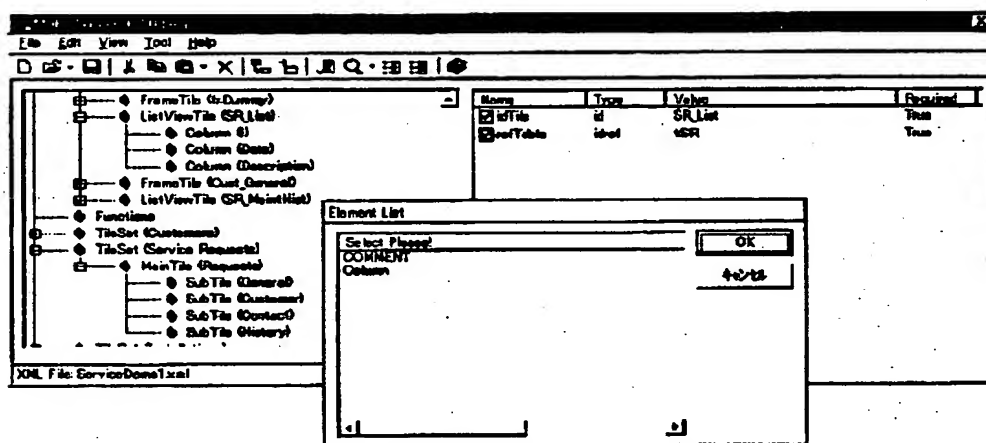 File Edit View Tool Help
FrameTile (fs.Dummy)
ListViewTile (SR_List)
Column (I)
Column (Date)
Column (Description)
FrameTile (Cust_General)
ListViewTile (SR_MaintHist)
Functions
TileSet (Customers)
TileSet (Service Requests)
MainTile (Requests)
SubTile (General)
SubTile (Customer)
SubTile (Contact)
SubTile (History)
XML File: ServiceDemo1.xml
Name Type Value Required
idTile id SR_List True
refTable idref tSR True
Element List
Select Please!
COMMENT
Column
OK
キャンセル